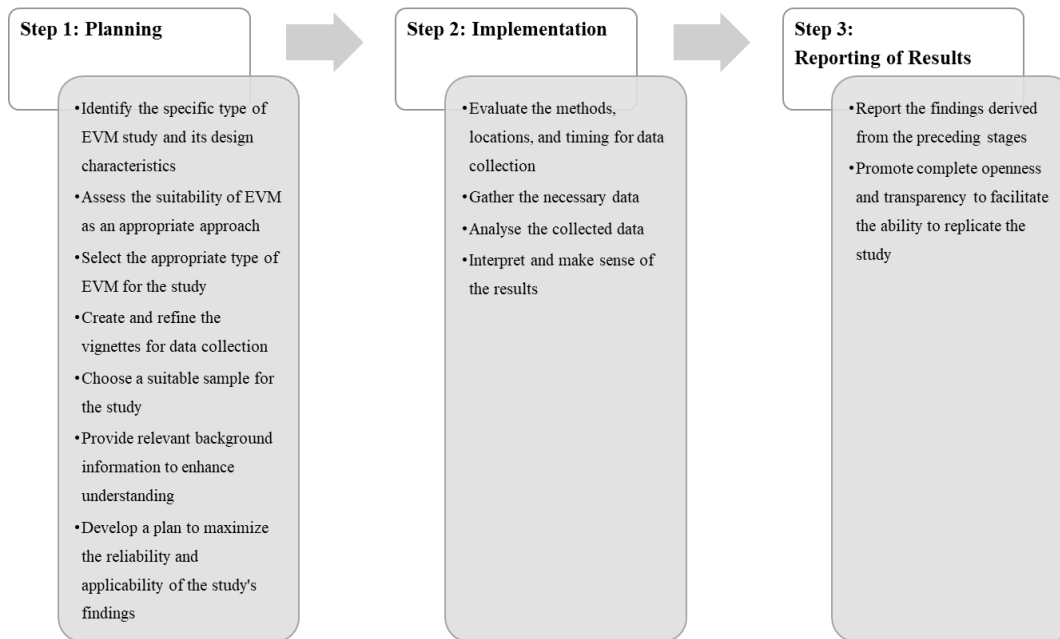 Step 1: Planning
•Identify the specific type of
EVM study and its design
characteristics
•Assess the suitability of EVM
as an appropriate approach
•Select the appropriate type of
EVM for the study
•Create and refine the
vignettes for data collection
•Choose a suitable sample for
the study
•Provide relevant background
information to enhance
understanding
•Develop a plan to maximize
the reliability and
applicability of the study's
findings
Step 2: Implementation
•Evaluate the methods,
locations, and timing for data
collection
•Gather the necessary data
•Analyse the collected data
•Interpret and make sense of
the results
Step 3:
Reporting of Results
•Report the findings derived
from the preceding stages
•Promote complete openness
and transparency to facilitate
the ability to replicate the
study